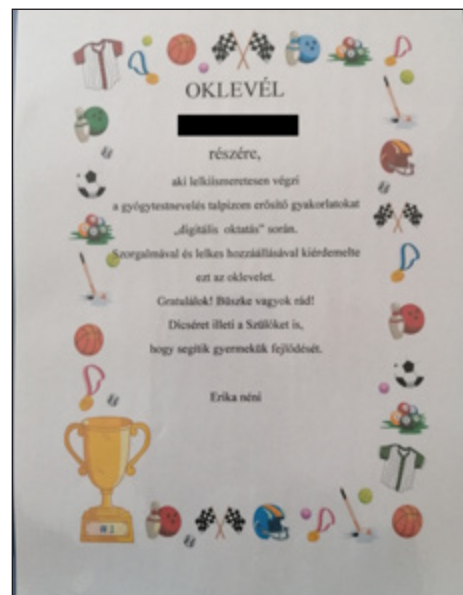 OKLEVÉL
részére,
aki lelkiismeretesen végzi
a gyógytestnevelés talpizom erősítő gyakorlatokat
„digitális oktatás” során.
Szorgalmával és lelkes hozzáállásával kiérdemelte
ezt az oklevelet.
Gratulálok! Büszke vagyok rád!
Dicséret illeti a Szülőket is,
hogy segítik gyermekük fejlődését.
Erika néni
#1